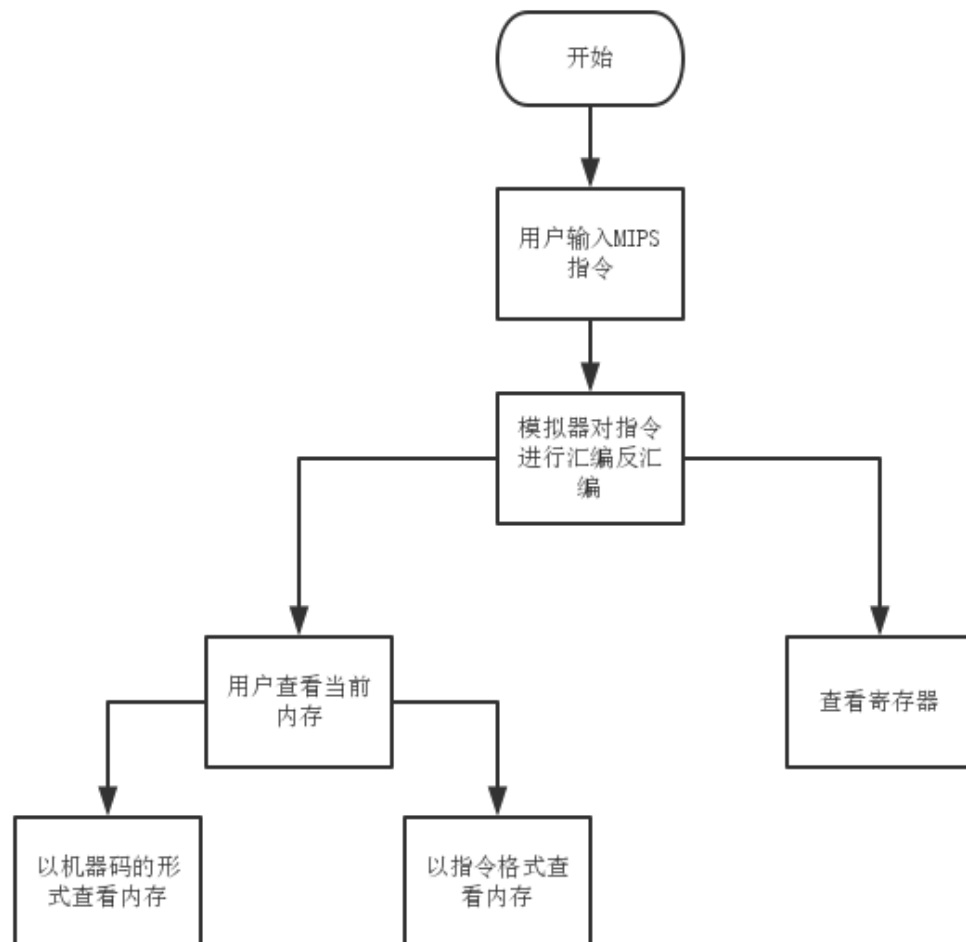 开始
用户输入MIPS
指令
模拟器对指令
进行汇编反汇
编
用户查看当前
内存
查看寄存器
以机器码的形
式查看内存
以指令格式查
看内存